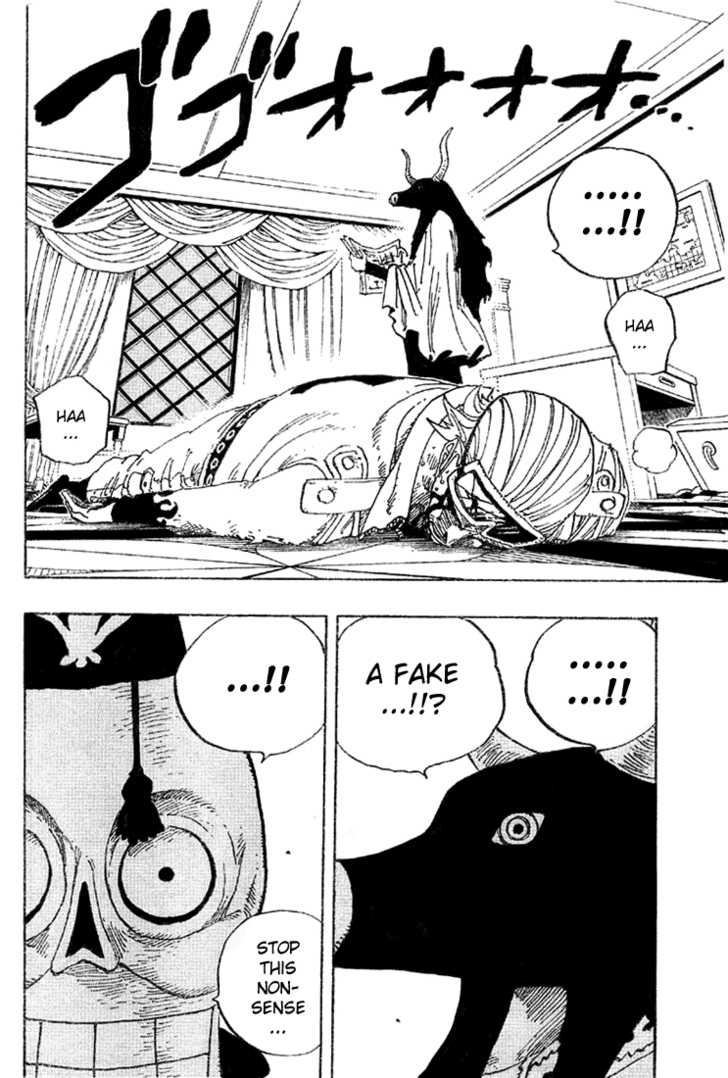 ゴゴオオオオ...
.....
...!!
HAA
...
HAA
...
.....
...!!
A FAKE
...!!?
...!!
STOP
THIS
NON-
SENSE
...